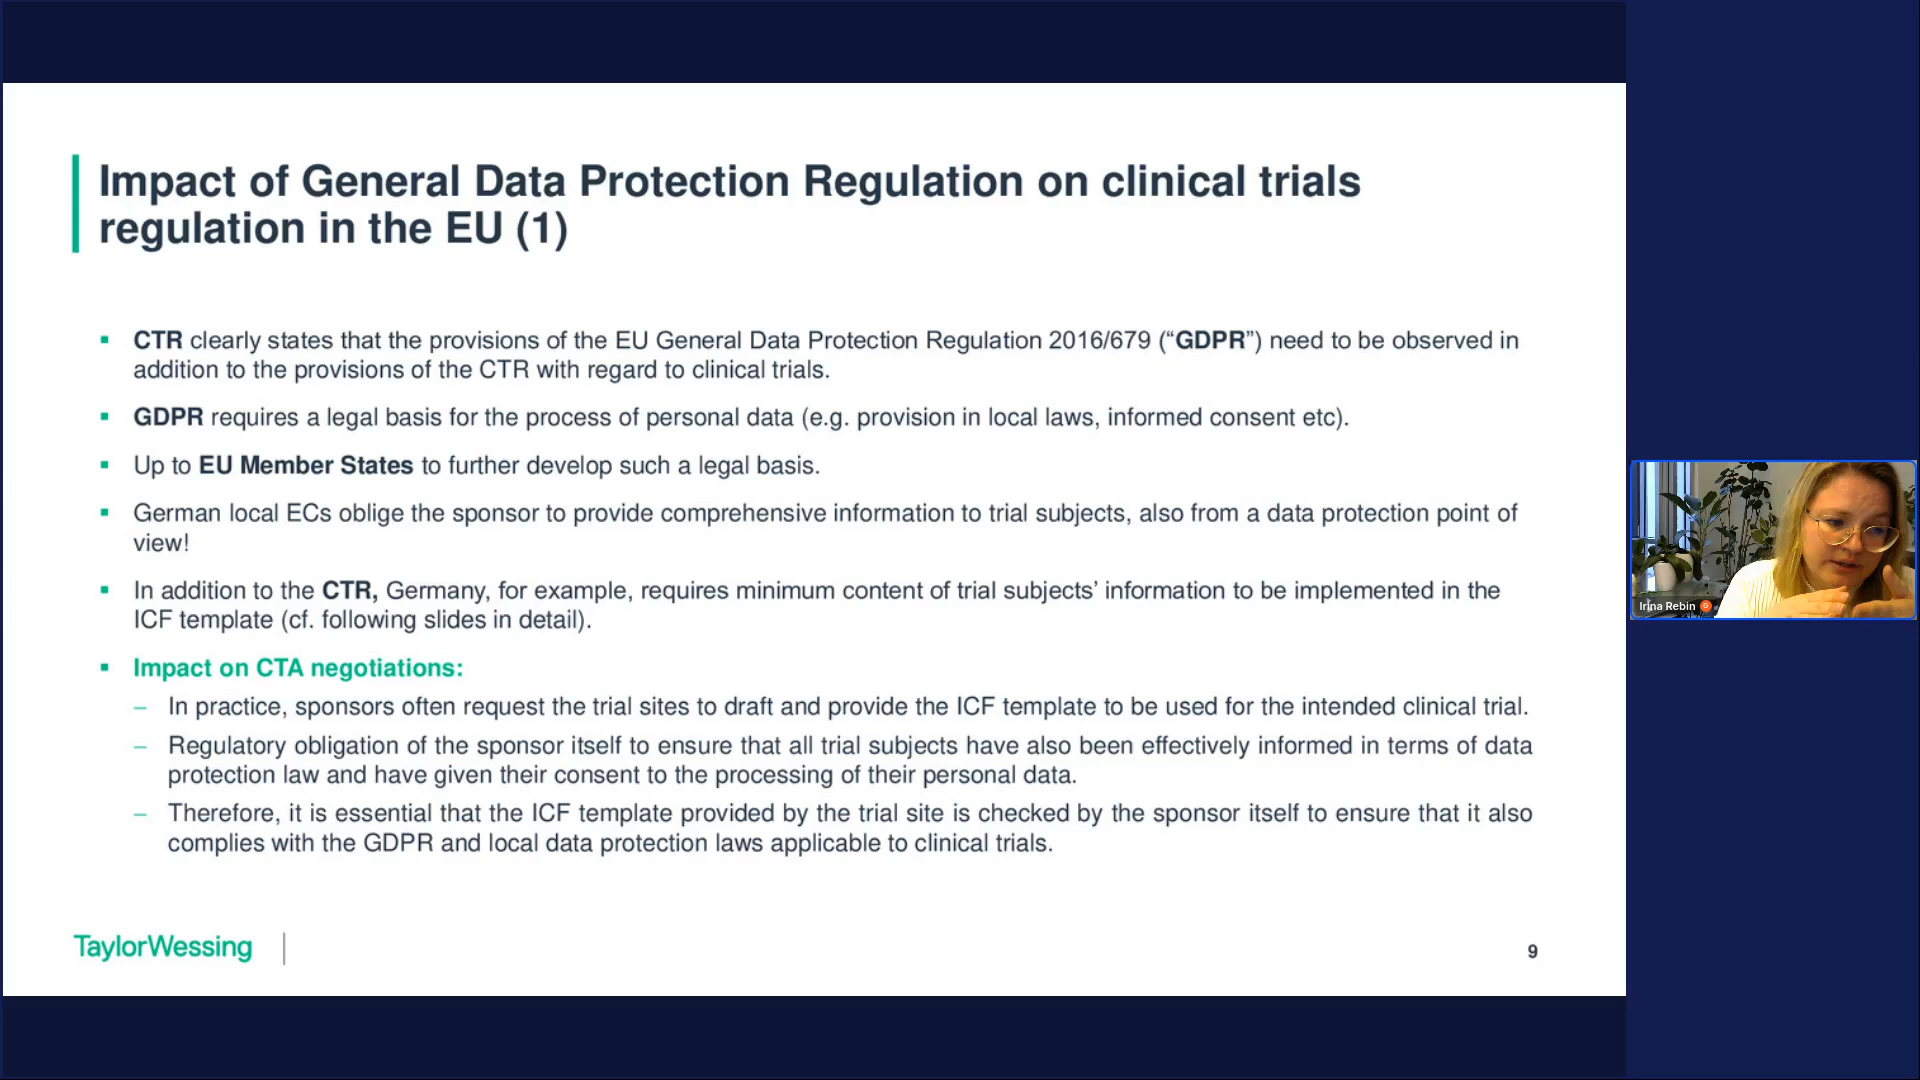 Impact of General Data Protection Regulation on clinical trials
regulation in the EU (1)
CTR clearly states that the provisions of the EU General Data Protection Regulation 2016/679 (“GDPR”) need to be observed in
addition to the provisions of the CTR with regard to clinical trials.
GDPR requires a legal basis for the process of personal data (e.g. provision in local laws, informed consent etc).
Up to EU Member States to further develop such a legal basis.
German local ECs oblige the sponsor to provide comprehensive information to trial subjects, also from a data protection point of
view!
In addition to the CTR, Germany, for example, requires minimum content of trial subjects’ information to be implemented in the
ICF template (cf. following slides in detail).
Impact on CTA negotiations:
– In practice, sponsors often request the trial sites to draft and provide the ICF template to be used for the intended clinical trial.
– Regulatory obligation of the sponsor itself to ensure that all trial subjects have also been effectively informed in terms of data
protection law and have given their consent to the processing of their personal data.
– Therefore, it is essential that the ICF template provided by the trial site is checked by the sponsor itself to ensure that it also
complies with the GDPR and local data protection laws applicable to clinical trials.
TaylorWessing
9
Irina Rebin